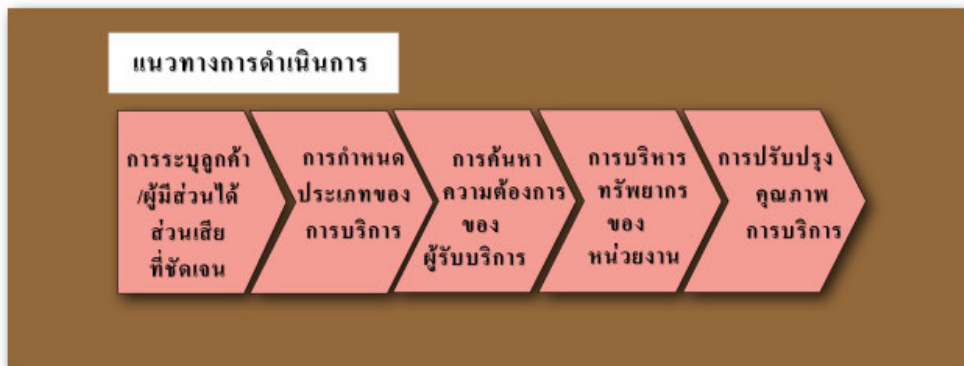 แนวทางการดำเนินการ
การระบุลูกค้า
/ผู้มีส่วนได้
ส่วนเสีย
ที่ชัดเจน
การกำหนด
ประเภทของ
การบริการ
การค้นหา
ความต้องการ
ของ
ผู้รับบริการ
การบริหาร
ทรัพยากร
ของ
หน่วยงาน
การปรับปรุง
คุณภาพ
การบริการ